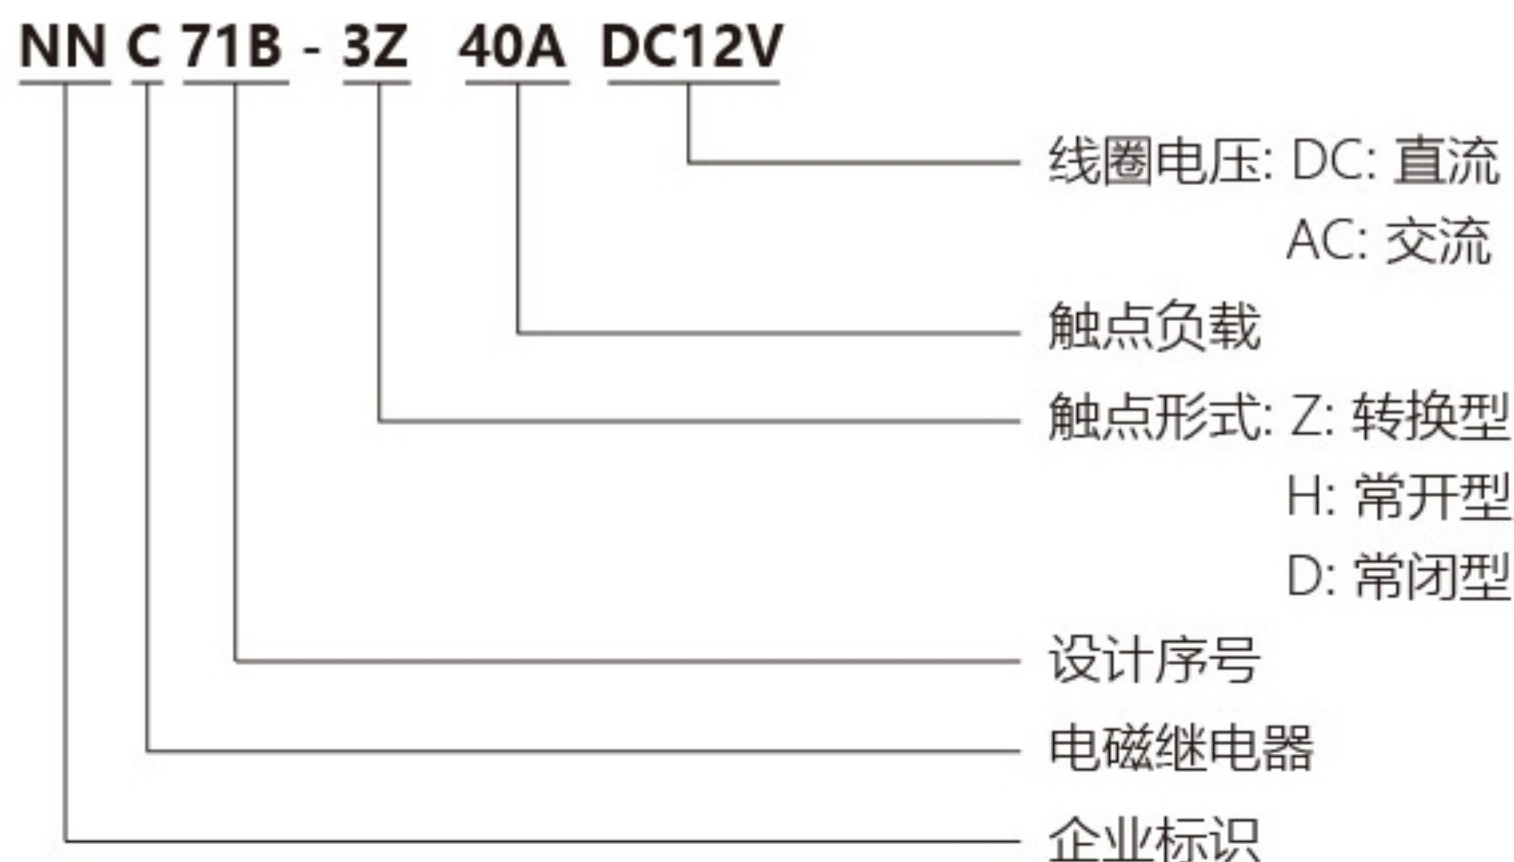 NN C 71B - 3Z 40A DC12V
线圈电压: DC: 直流
AC: 交流
触点负载
触点形式: Z: 转换型
H: 常开型
D: 常闭型
设计序号
电磁继电器
企业标识